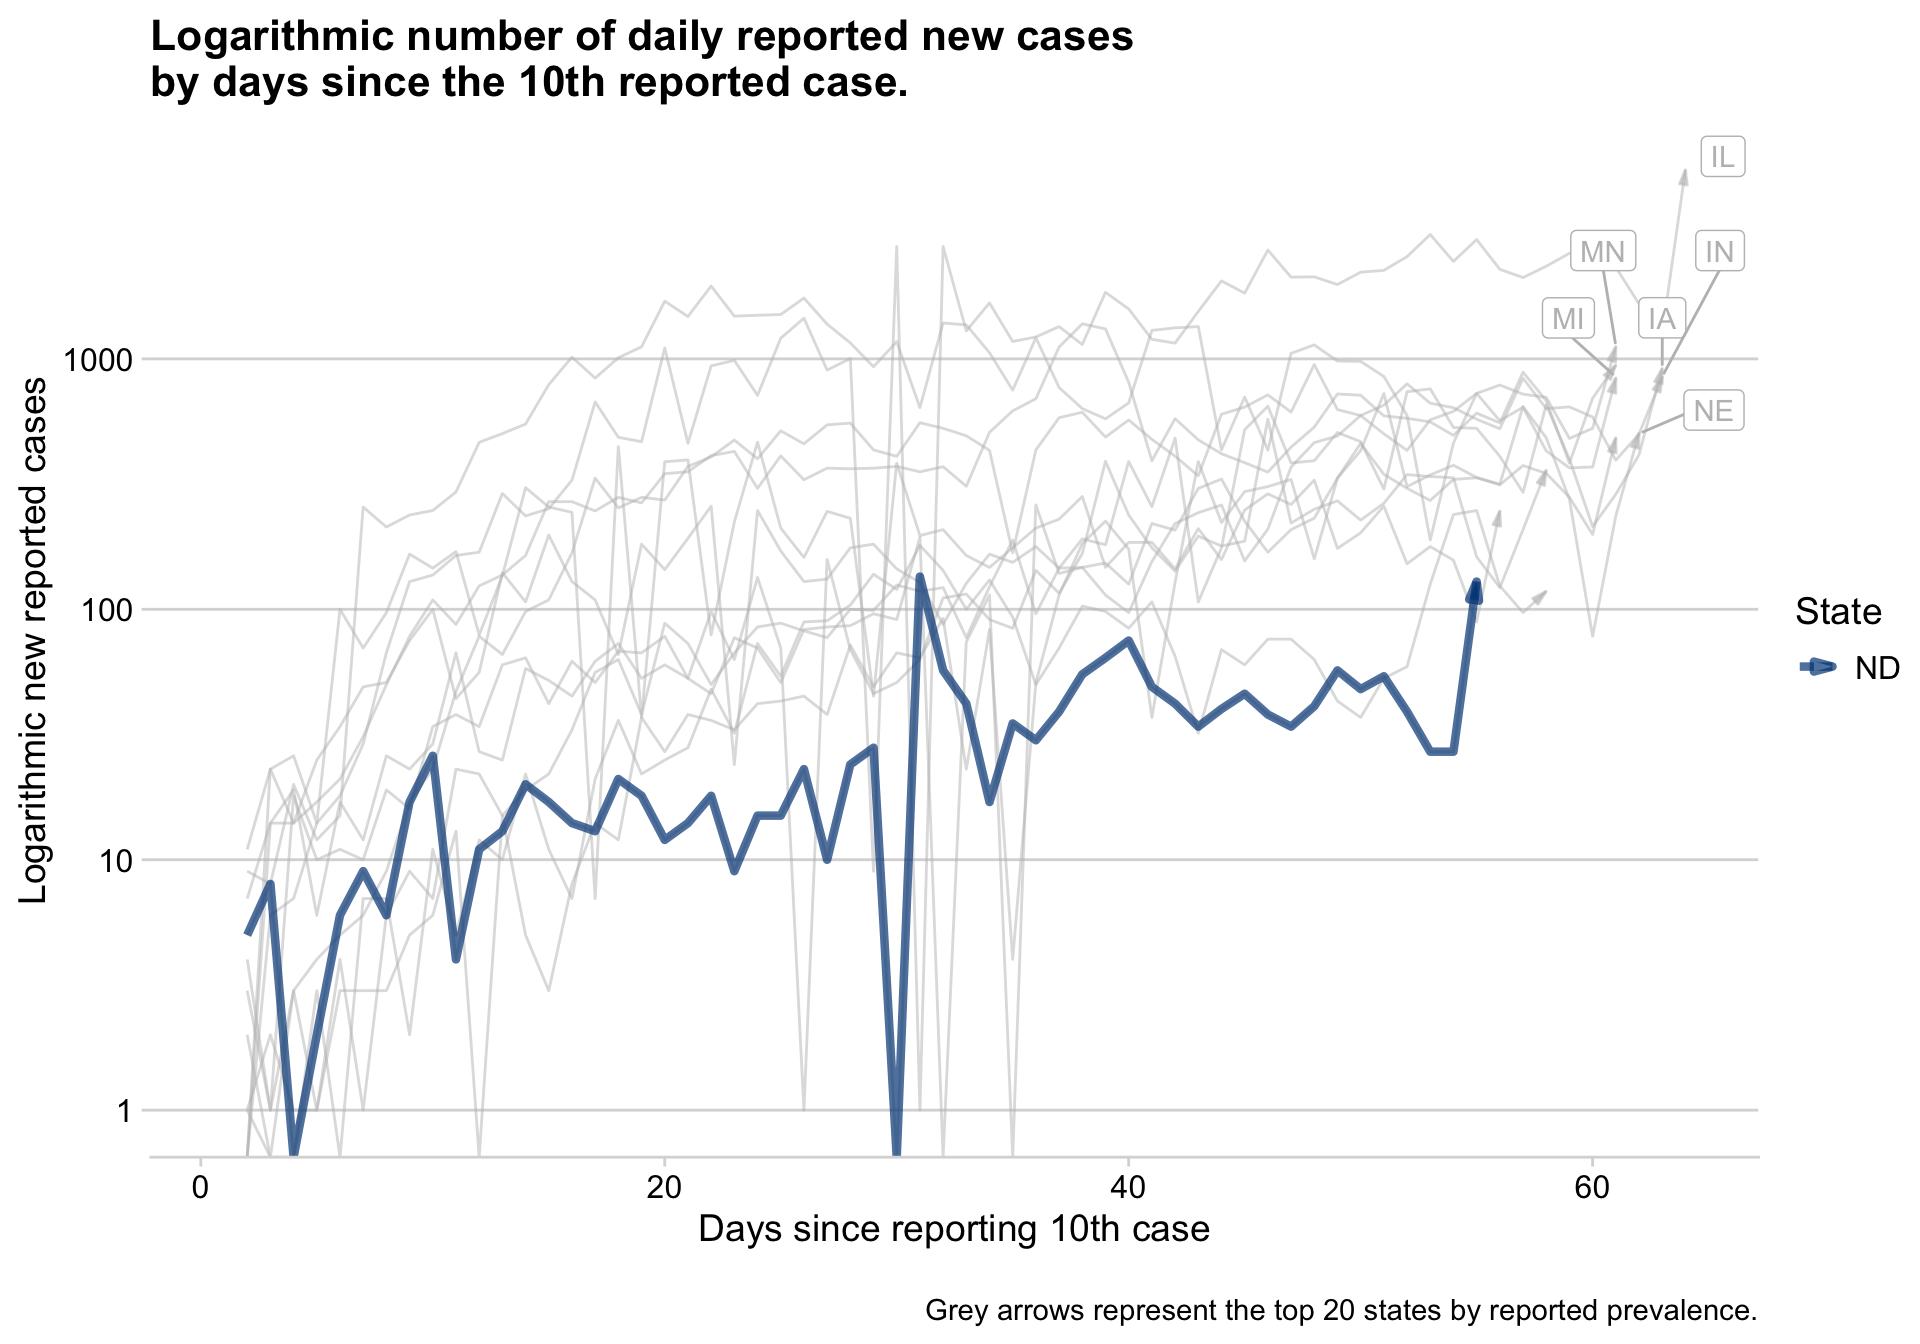 Logarithmic number of daily reported new cases
by days since the 10th reported case.
Logarithmic new reported cases
1000
100
10
1
IL
MN
IN
MI
IA
NE
State
ND
0
20
40
60
Days since reporting 10th case
Grey arrows represent the top 20 states by reported prevalence.